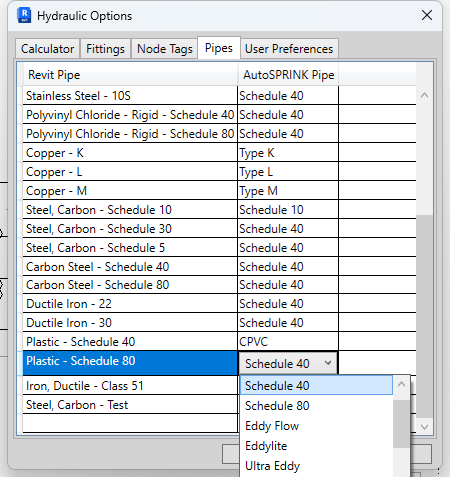 Hydraulic Options
Calculator Fittings Node Tags Pipes User Preferences
Revit Pipe AutoSPRINK Pipe
Stainless Steel - 10S Schedule 40
Polyvinyl Chloride - Rigid - Schedule 40 Schedule 40
Polyvinyl Chloride - Rigid - Schedule 80 Schedule 40
Copper - K Type K
Copper - L Type L
Copper - M Type M
Steel, Carbon - Schedule 10 Schedule 10
Steel, Carbon - Schedule 30 Schedule 40
Steel, Carbon - Schedule 5 Schedule 40
Carbon Steel - Schedule 40 Schedule 40
Carbon Steel - Schedule 80 Schedule 40
Ductile Iron - 22 Schedule 40
Ductile Iron - 30 Schedule 40
Plastic - Schedule 40 CPVC
Plastic - Schedule 80 Schedule 40
Iron, Ductile - Class 51 Schedule 40
Steel, Carbon - Test Schedule 80
Eddy Flow
Eddylite
Ultra Eddy